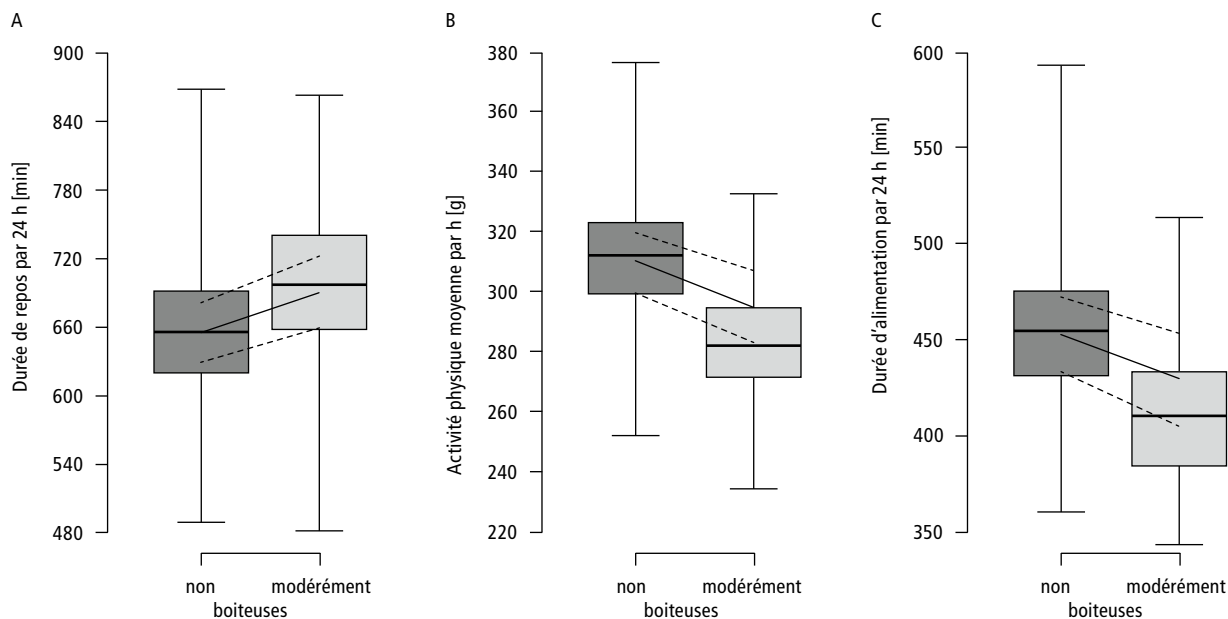 A
Durée de repos par 24 h [min]
900
840
780
720
660
600
540
480
non
modérément
boiteuses
B
Activité physique moyenne par h [g]
380
360
340
320
300
280
260
240
220
non
modérément
boiteuses
C
Durée d'alimentation par 24 h [min]
600
550
500
450
400
350
non
modérément
boiteuses